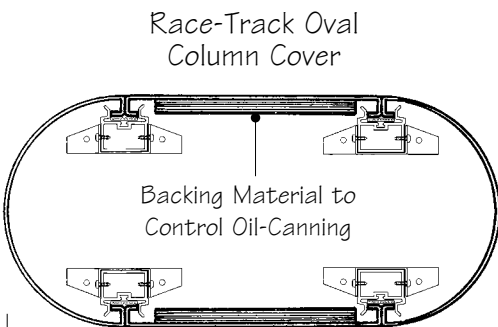 Race-Track Oval
Column Cover
Backing Material to
Control Oil-Canning